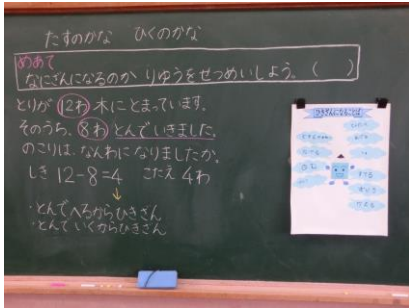 たすのかな ひくのかな
めあて
なにざんになるのか りゆうをせつめいしよう。( )
とりが 12わ 木にとまっています。
そのうち、8わ とんでいきました。
のこりは、なんわになりましたか。
しき 12-8=4 こたえ 4わ
・とんでへるからひきざん
・とんでいくからひきざん